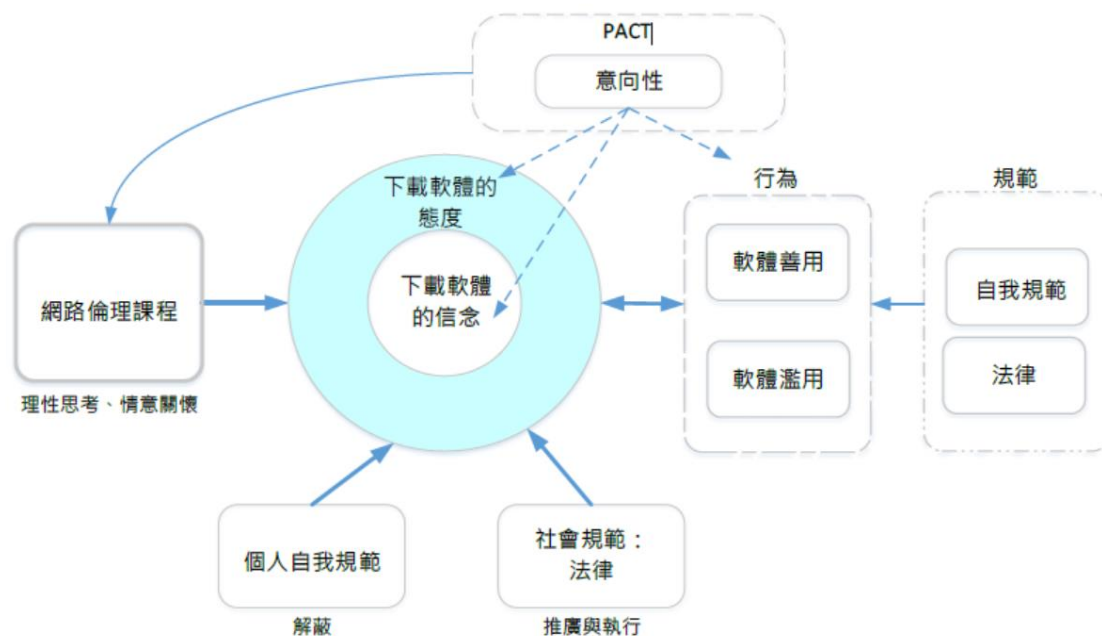 PACT
意向性
下載軟體的
態度
下載軟體
的信念
網路倫理課程
理性思考、情意關懷
行為
軟體善用
軟體濫用
規範
自我規範
法律
個人自我規範
解蔽
社會規範：
法律
推廣與執行